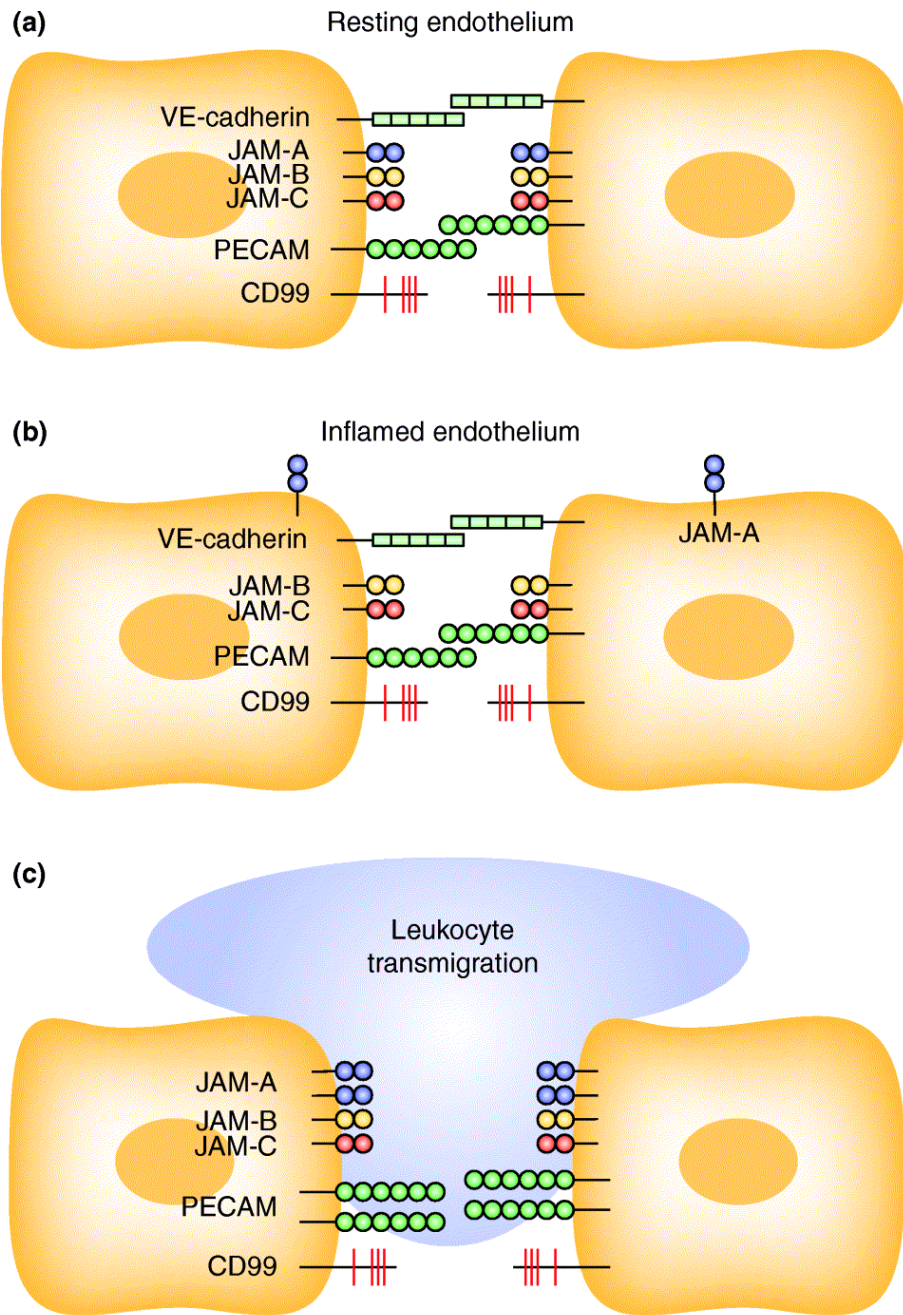 (a)
Resting endothelium
VE-cadherin
JAM-A
JAM-B
JAM-C
PECAM
CD99
(b)
Inflamed endothelium
VE-cadherin
JAM-A
JAM-B
JAM-C
PECAM
CD99
(c)
Leukocyte
transmigration
JAM-A
JAM-B
JAM-C
PECAM
CD99